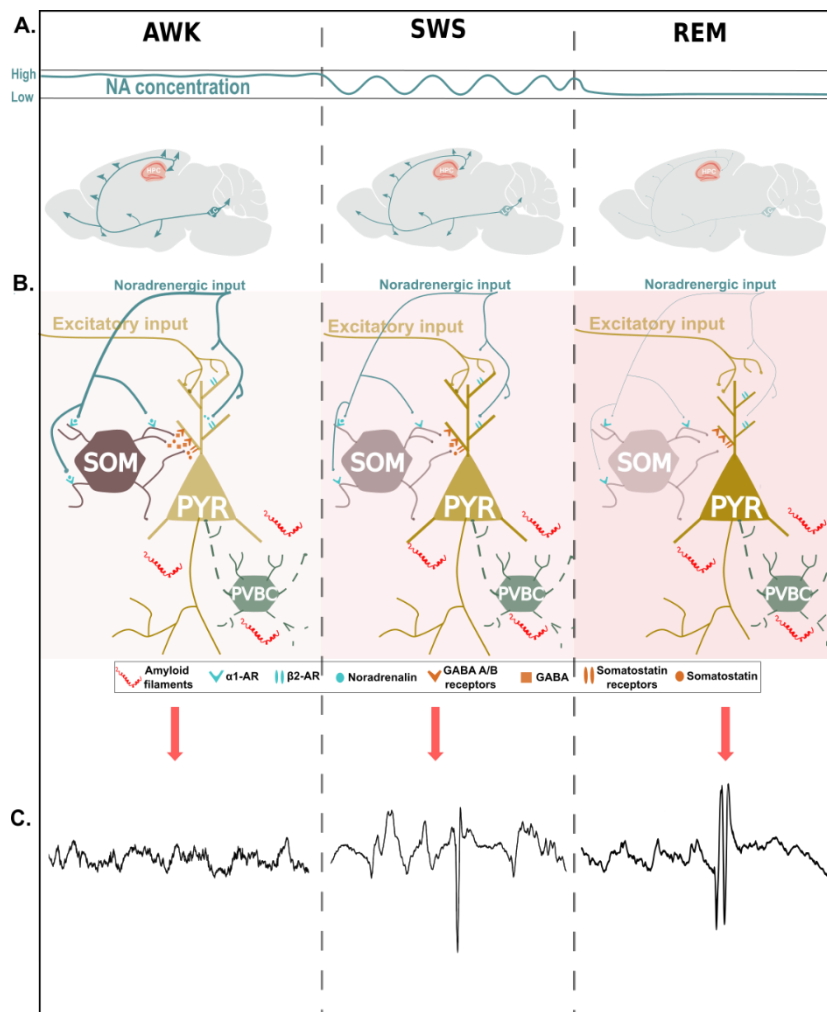 A.
AWK
SWS
REM
High
NA concentration
Low
HPC
HPC
HPC
B.
Noradrenergic input
Noradrenergic input
Noradrenergic input
Excitatory input
Excitatory input
Excitatory input
SOM
SOM
SOM
PYR
PYR
PYR
PVBC
PVBC
PVBC
Amyloid
filaments
α1-AR
β2-AR
Noradrenalin
GABA A/B
receptors
GABA
Somatostatin
receptors
Somatostatin
C.